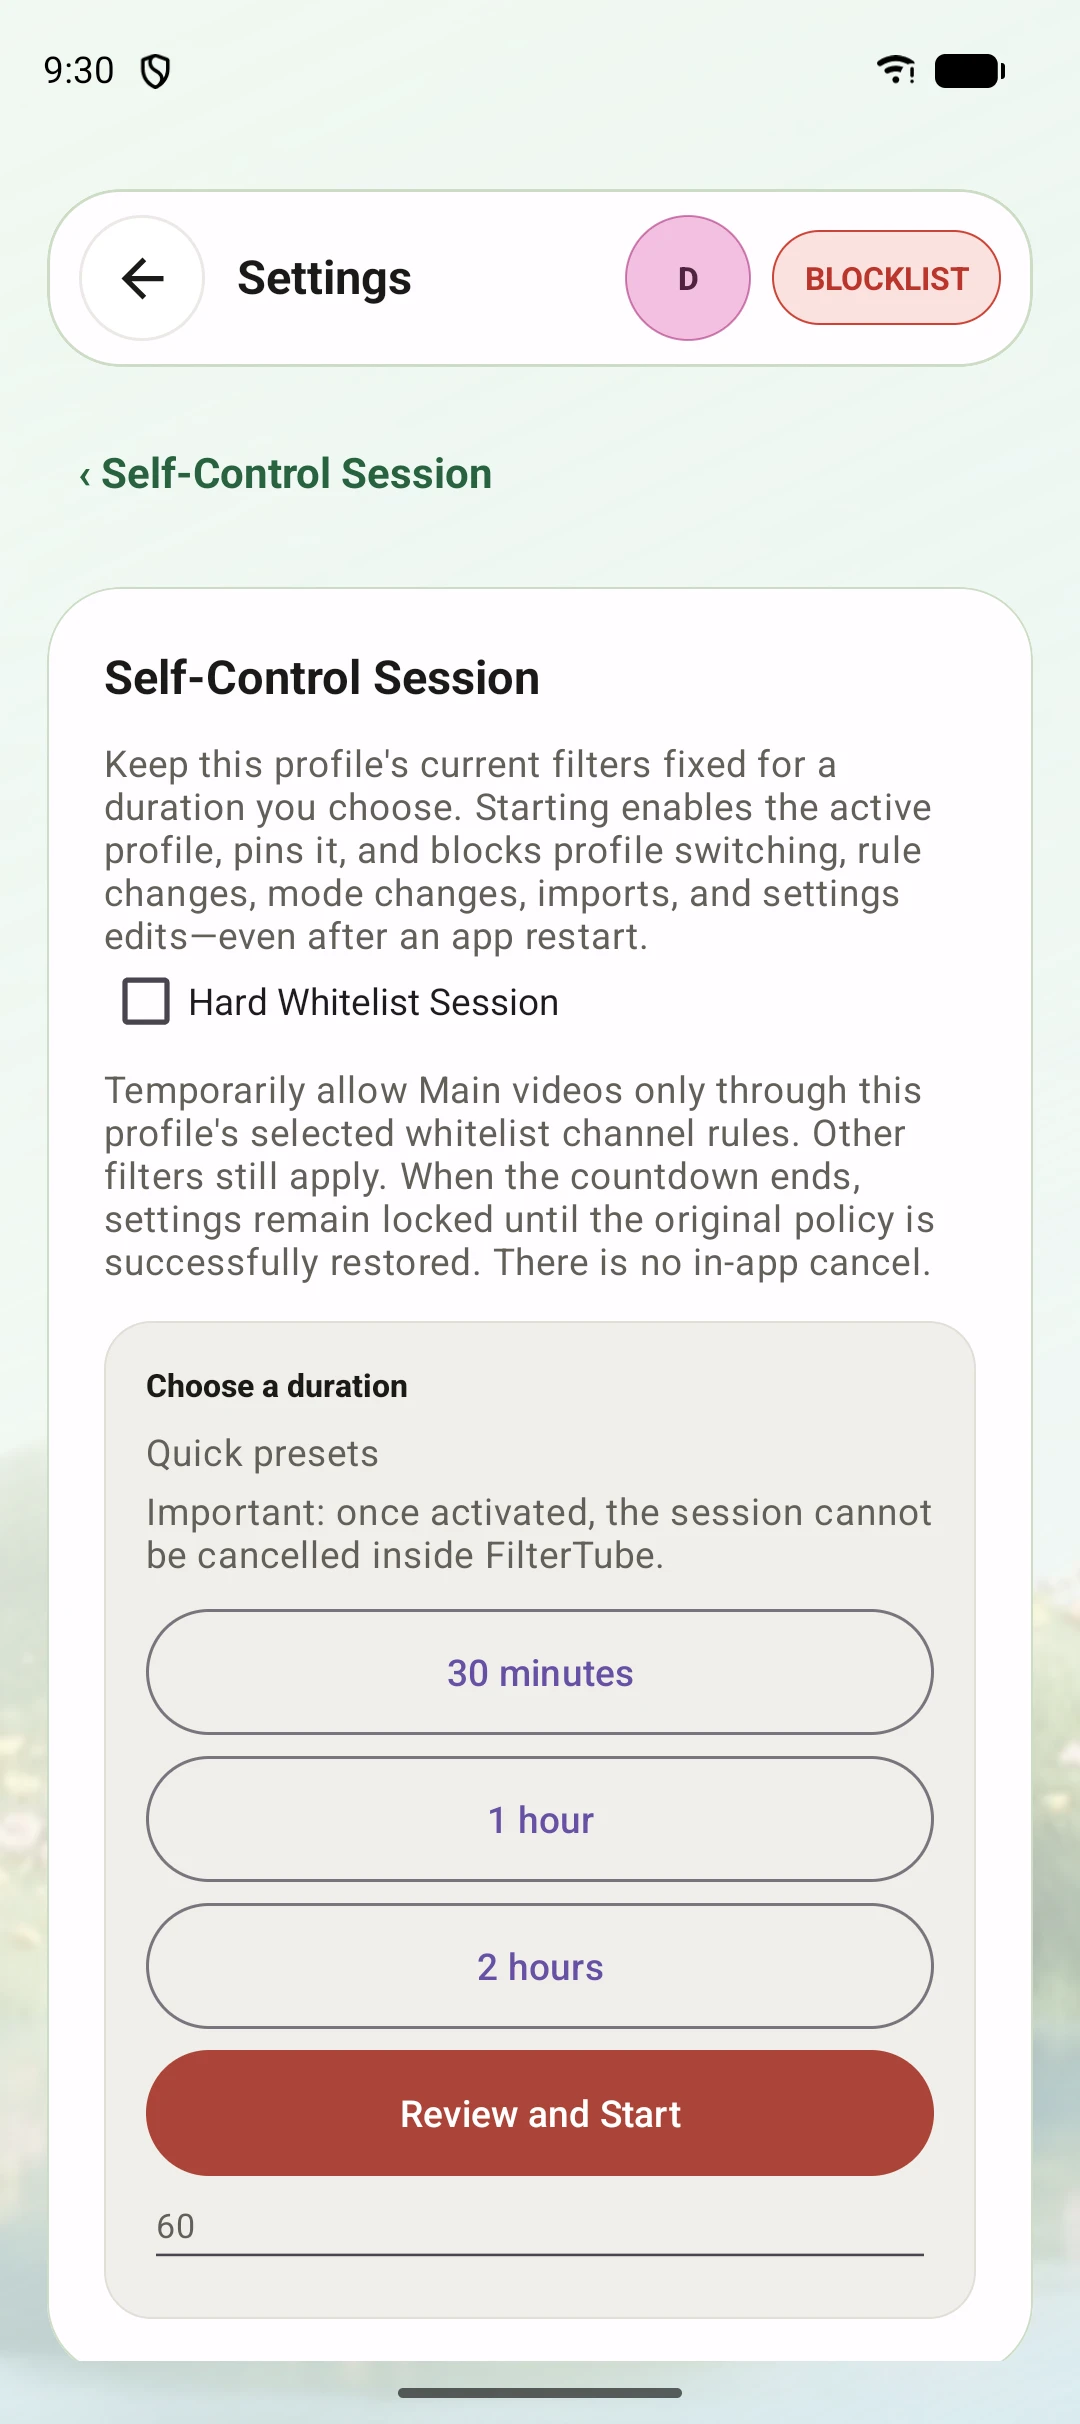 9:30
Settings
D
BLOCKLIST
‹ Self-Control Session
Self-Control Session
Keep this profile's current filters fixed for a
duration you choose. Starting enables the active
profile, pins it, and blocks profile switching, rule
changes, mode changes, imports, and settings
edits—even after an app restart.
Hard Whitelist Session
Temporarily allow Main videos only through this
profile's selected whitelist channel rules. Other
filters still apply. When the countdown ends,
settings remain locked until the original policy is
successfully restored. There is no in-app cancel.
Choose a duration
Quick presets
Important: once activated, the session cannot
be cancelled inside FilterTube.
30 minutes
1 hour
2 hours
Review and Start
60